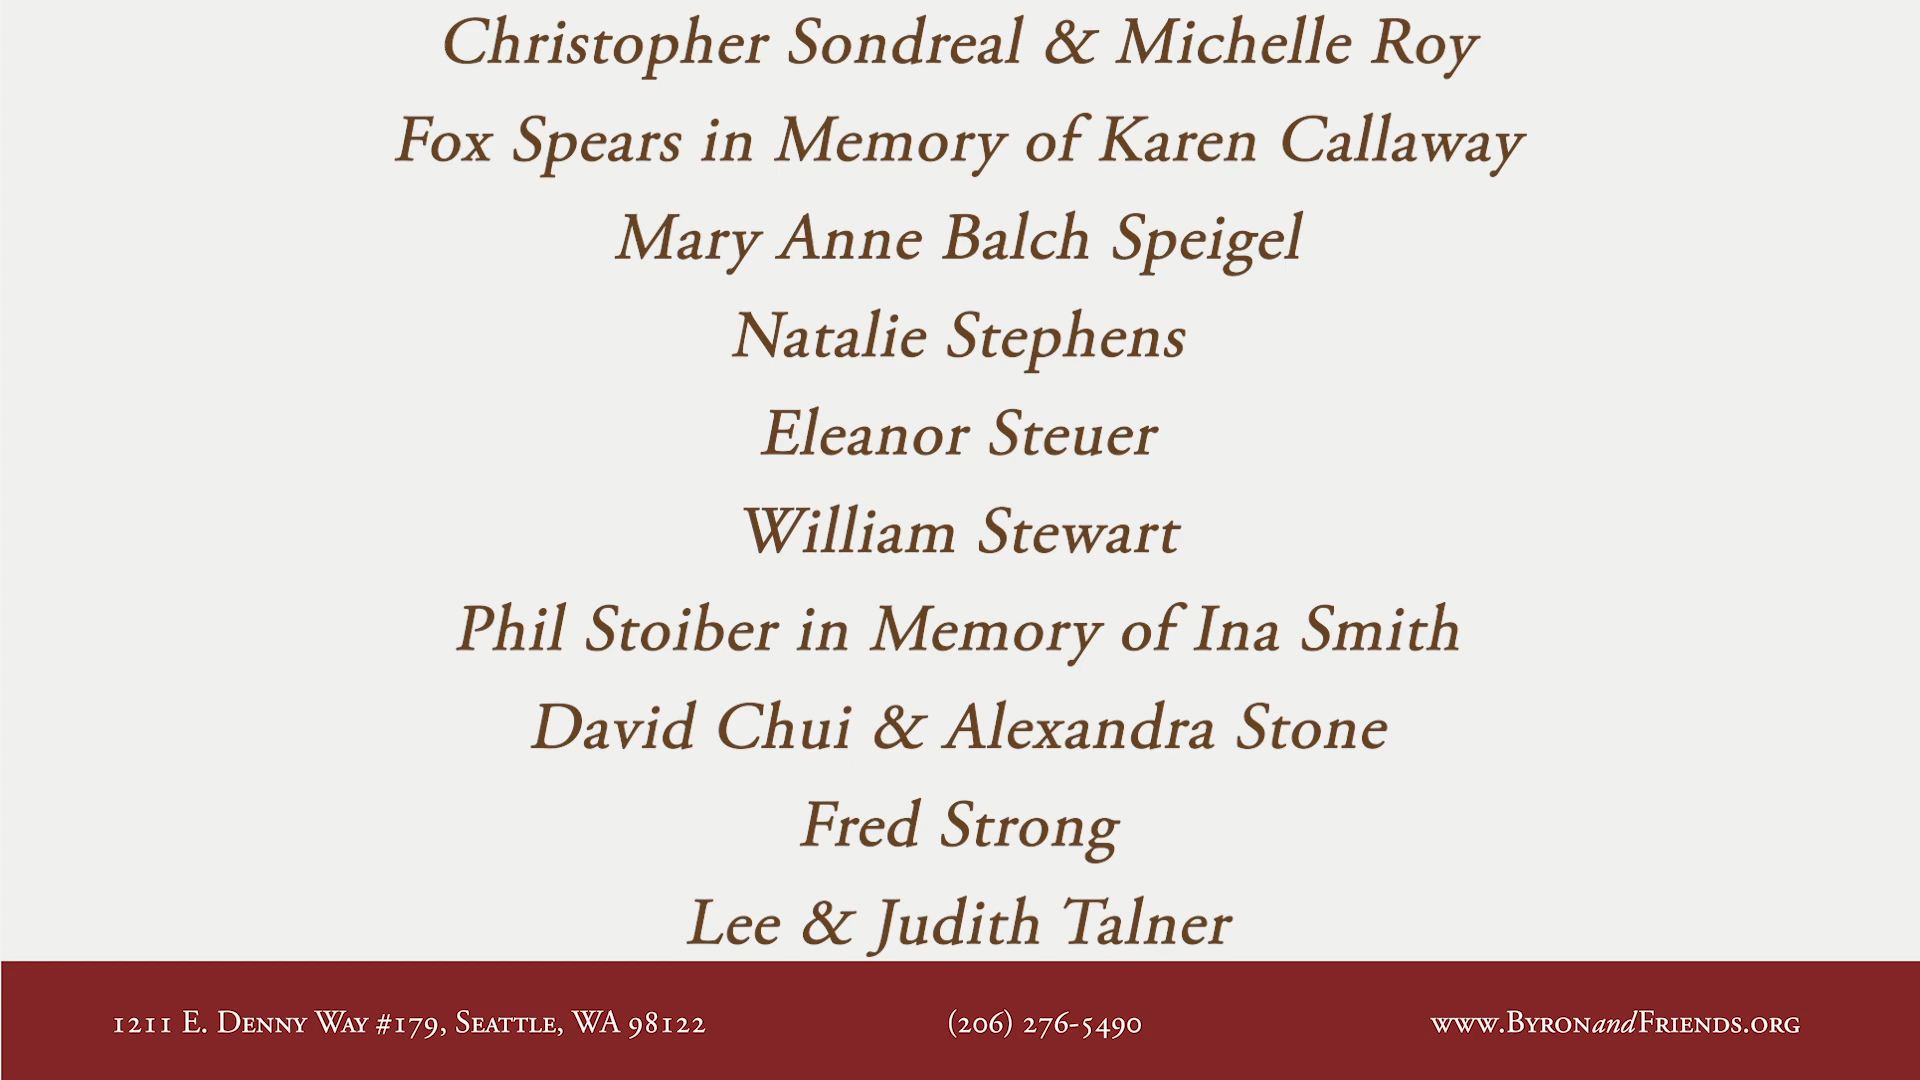 Christopher Sondreal & Michelle Roy
Fox Spears in Memory of Karen Callaway
Mary Anne Balch Speigel
Natalie Stephens
Eleanor Steuer
William Stewart
Phil Stoiber in Memory of Ina Smith
David Chui & Alexandra Stone
Fred Strong
Lee & Judith Talner
1211 E. Denny Way #179, Seattle, WA 98122 (206) 276-5490 www.ByronandFriends.org